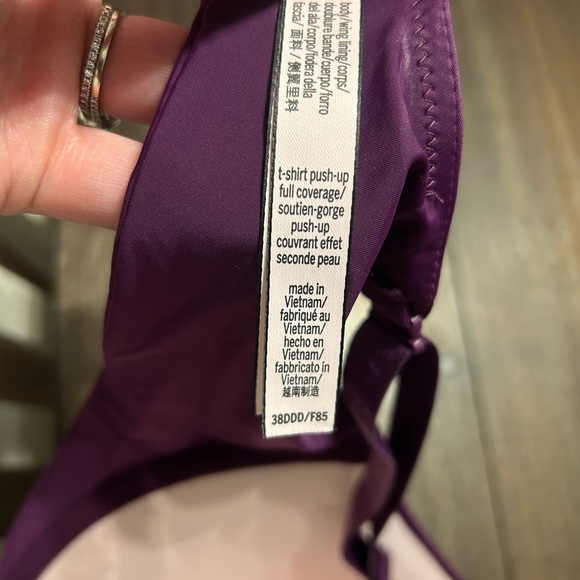 body/wing lining/corps/
doublure bande/cuerpo/forro
del ala/corpo/fodera della
fascia/ 面料 / 侧翼里料
t-shirt push-up
full coverage/
soutien-gorge
push-up
couvrant effet
seconde peau
made in
Vietnam/
fabriqué au
Vietnam/
hecho en
Vietnam/
fabbricato in
Vietnam/
越南制造
38DDD/F85